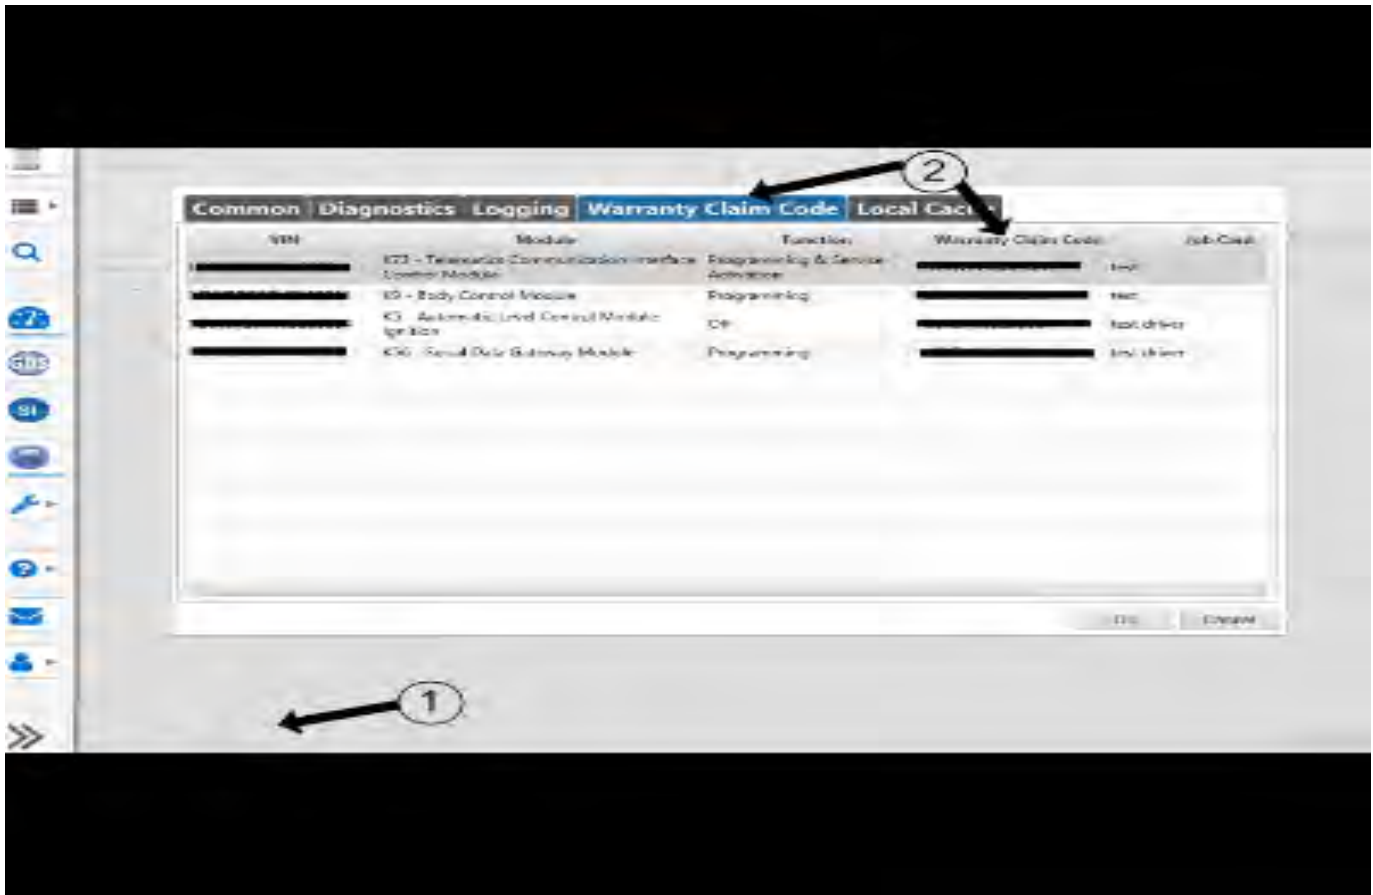 2
Common Diagnostics Logging Warranty Claim Code Local Cac
VIN Module Function Warranty Claim Code Job Card
K73 - Telematics Communication Interface Programming & Service
Control Module Activation
test
K9 - Body Control Module Programming test
Automatic Level Control Module
Ignition
test driver
K56 - Serial Data Gateway Module Programming test driver
SI
?
Cancel
1